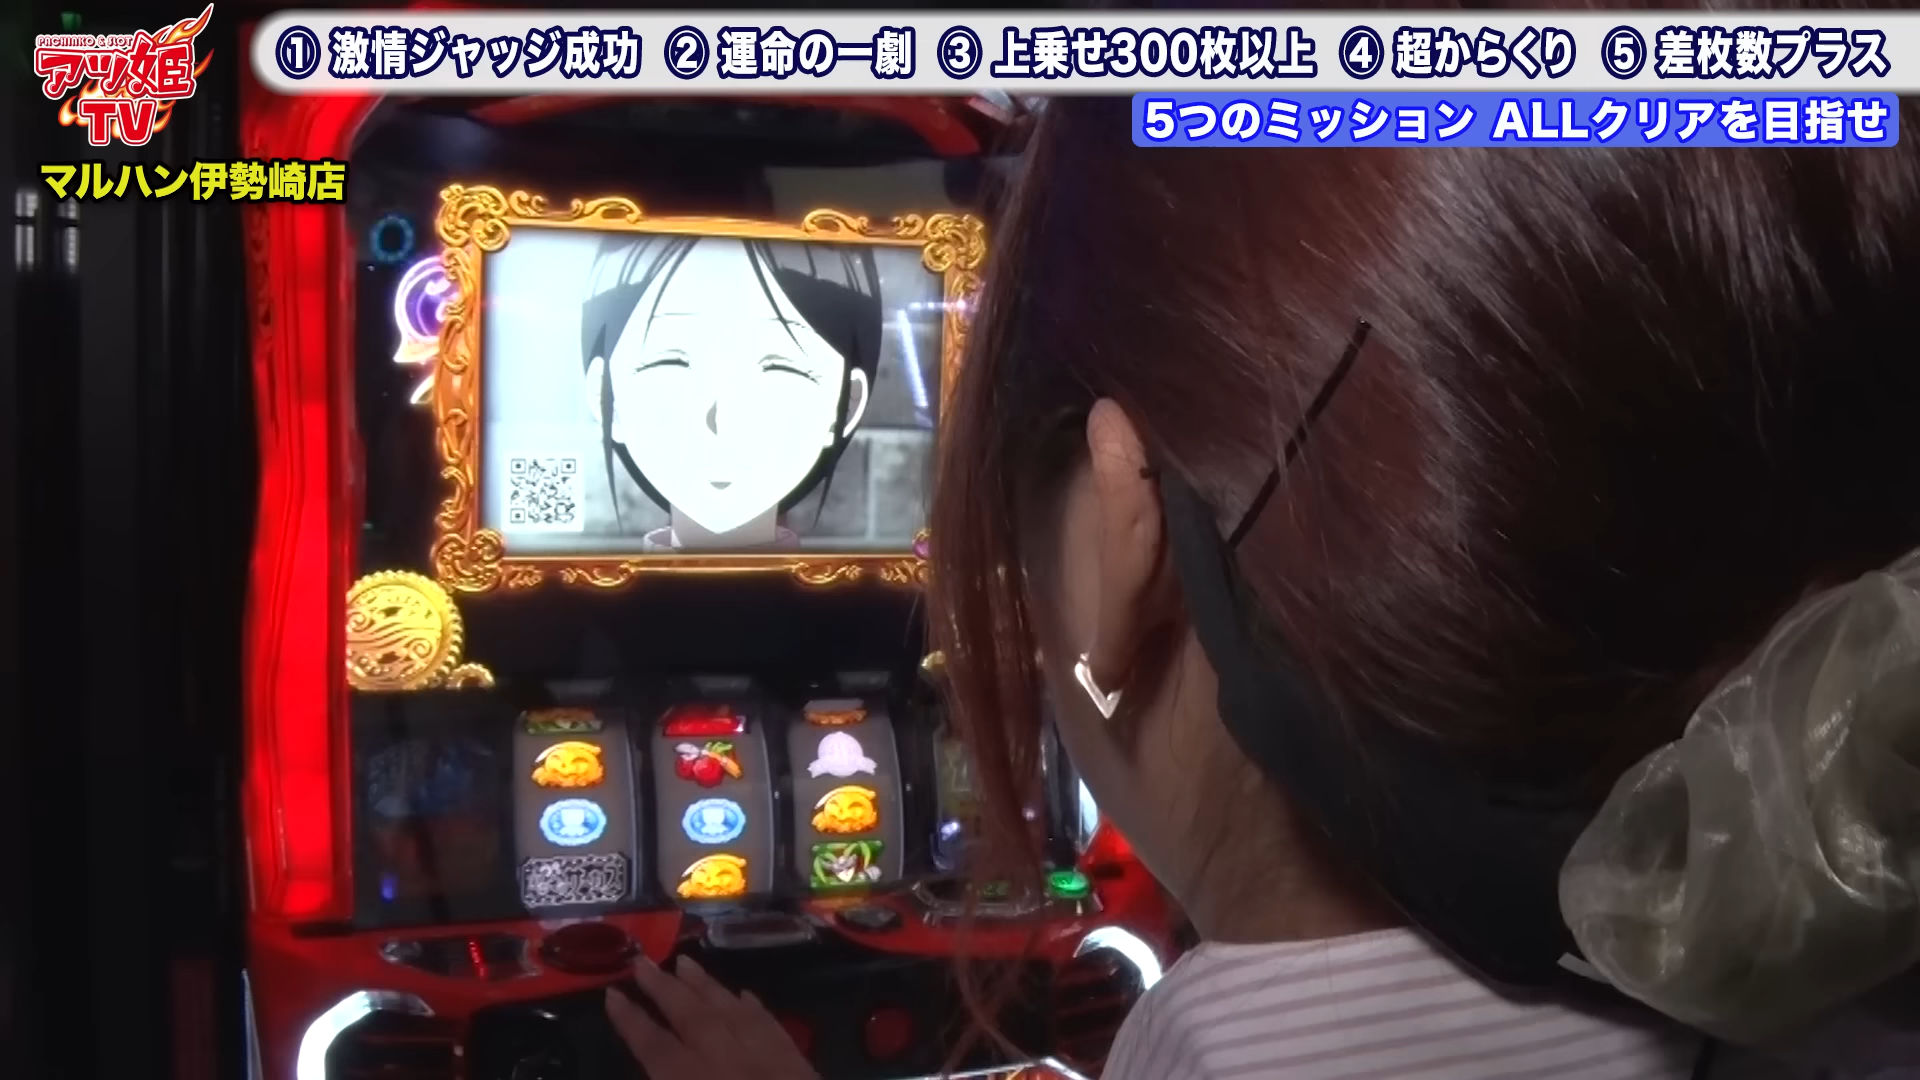 ① 激情ジャッジ成功 ② 運命の一劇 ③ 上乗せ300枚以上 ④ 超からくり ⑤ 差枚数プラス
5つのミッション ALLクリアを目指せ
PACHINKO & SLOT
アツ姫
TV
マルハン伊勢崎店